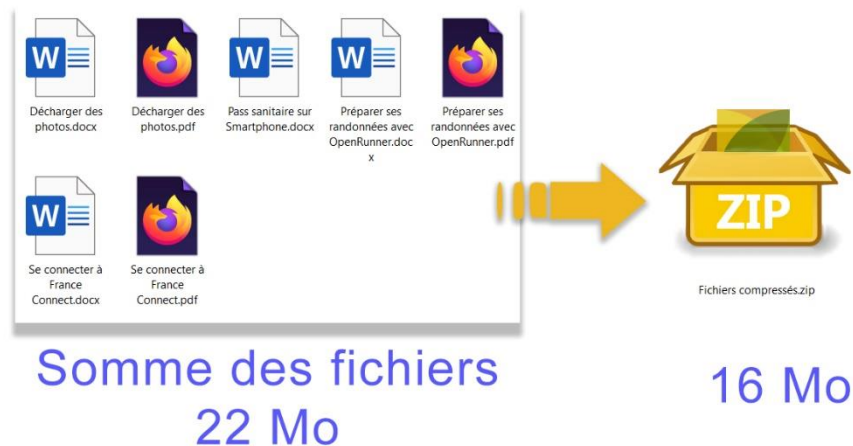 W
W
W
Décharger des
photos.docx
Décharger des
photos.pdf
Pass sanitaire sur
Smartphone.docx
Préparer ses
randonnées avec
OpenRunner.doc
x
Préparer ses
randonnées avec
OpenRunner.pdf
W
Se connecter à
France
Connect.docx
Se connecter à
France
Connect.pdf
ZIP
Fichiers compressés.zip
Somme des fichiers
22 Mo
16 Mo